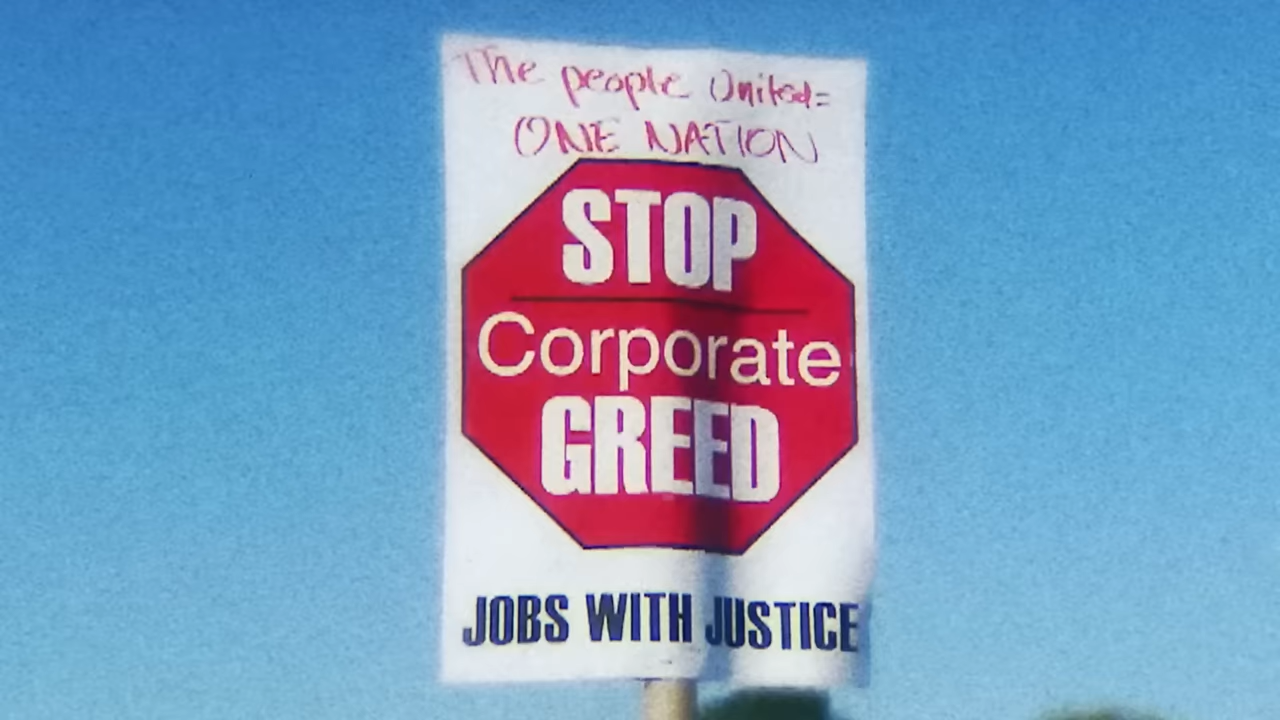 The people United=
ONE NATION
STOP
Corporate
GREED
JOBS WITH JUSTICE